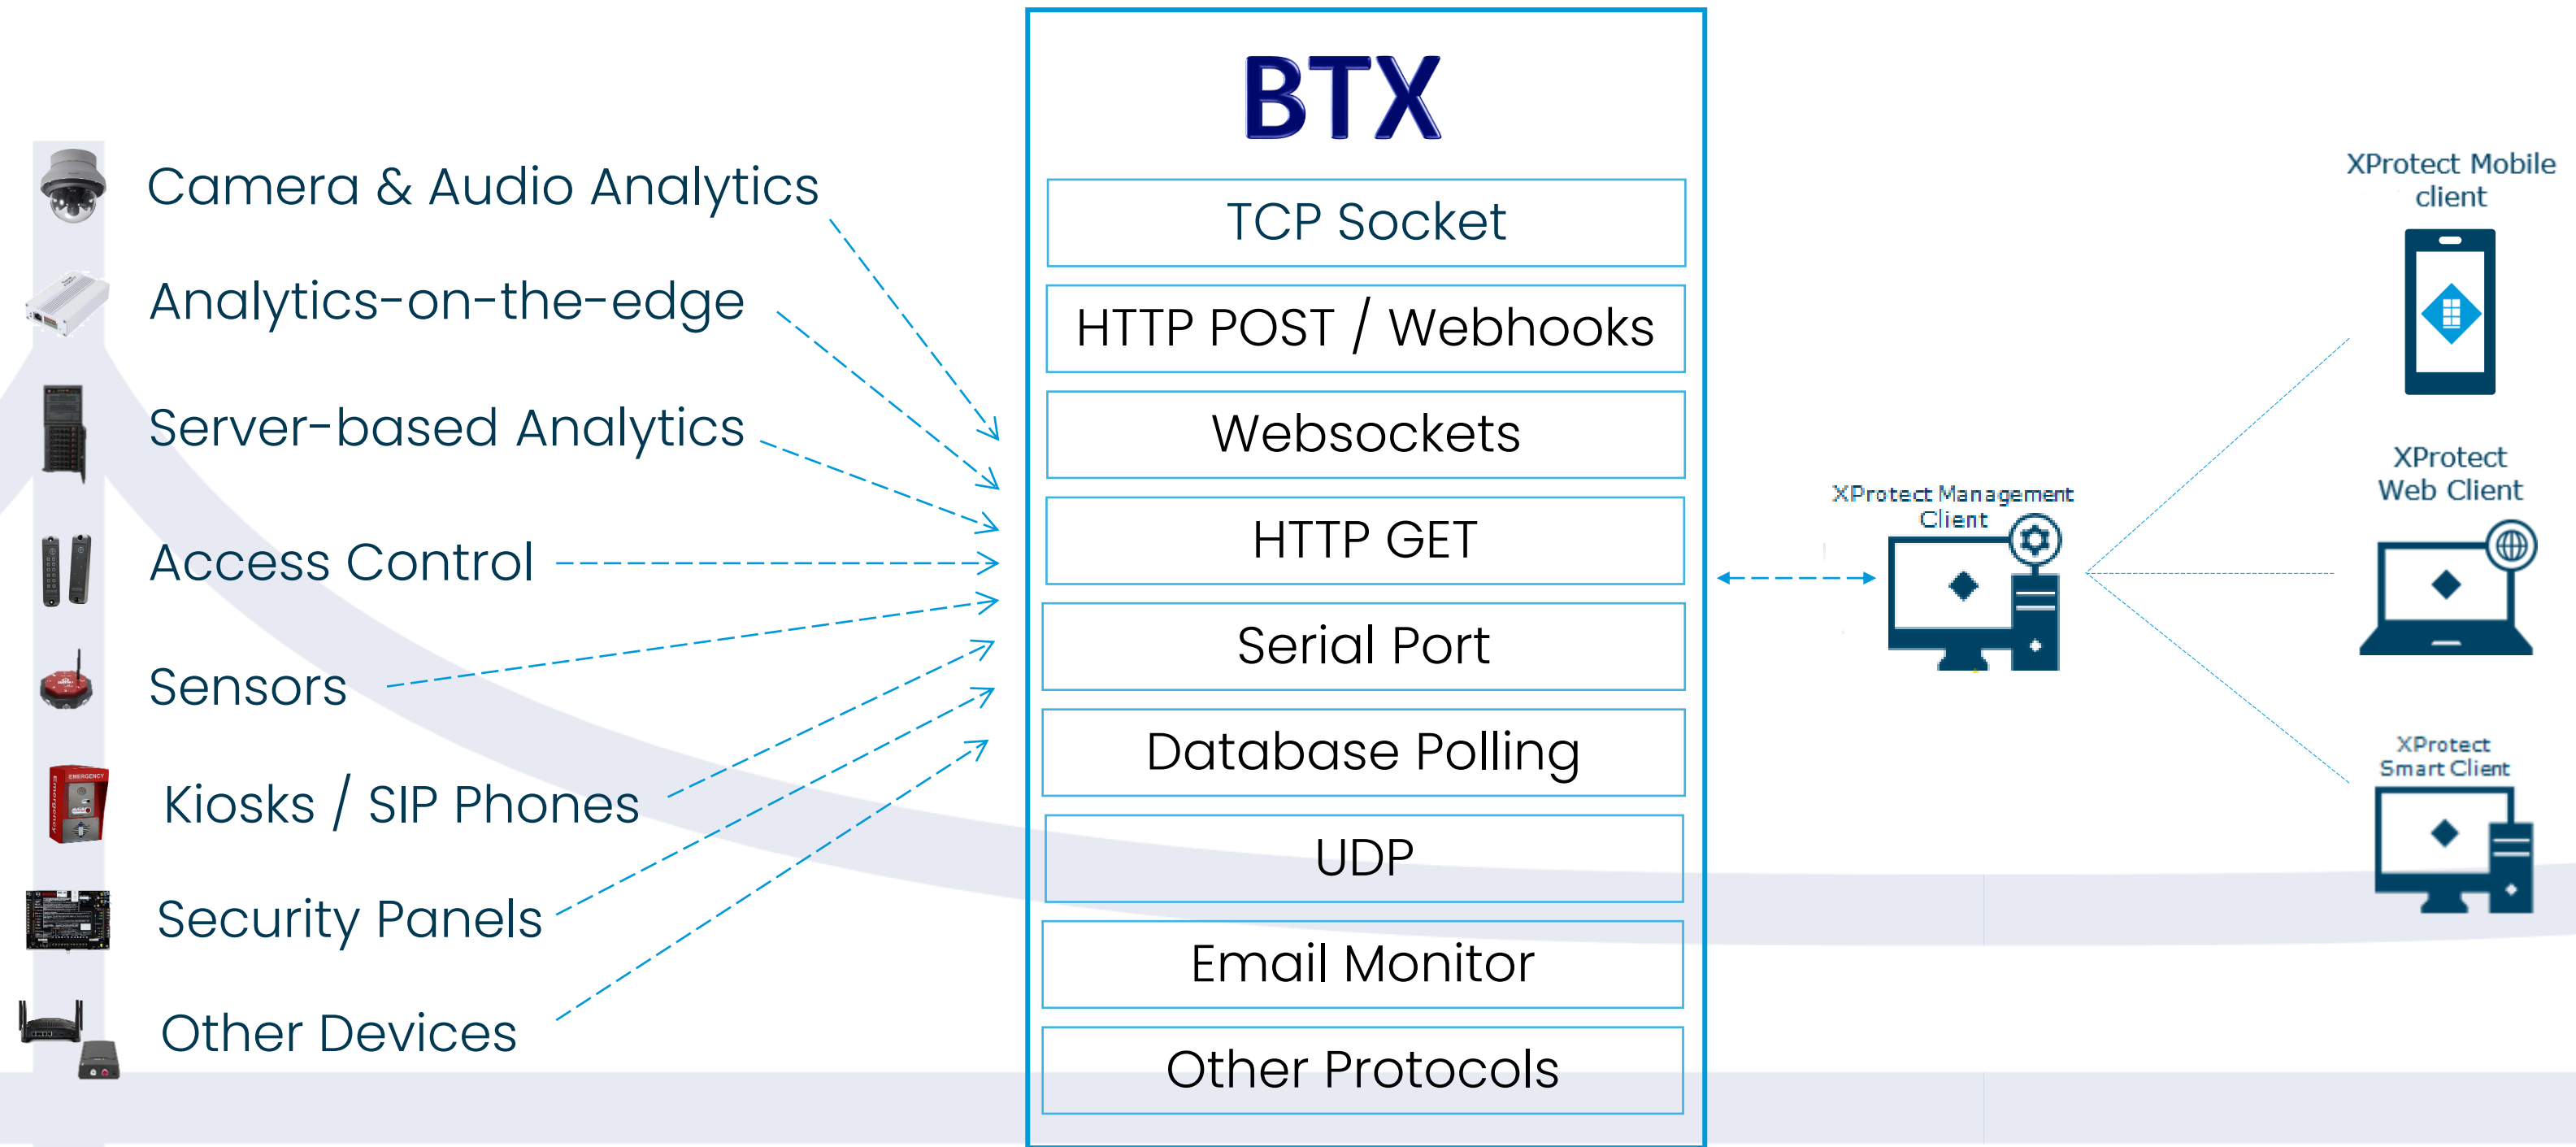 BTX
Camera & Audio Analytics
Analytics-on-the-edge
Server-based Analytics
Access Control
Sensors
EMERGENCY
Emergency
Kiosks / SIP Phones
Security Panels
Other Devices
TCP Socket
HTTP POST / Webhooks
Websockets
HTTP GET
Serial Port
Database Polling
UDP
Email Monitor
Other Protocols
XProtect Management
Client
XProtect Mobile
client
XProtect
Web Client
XProtect
Smart Client